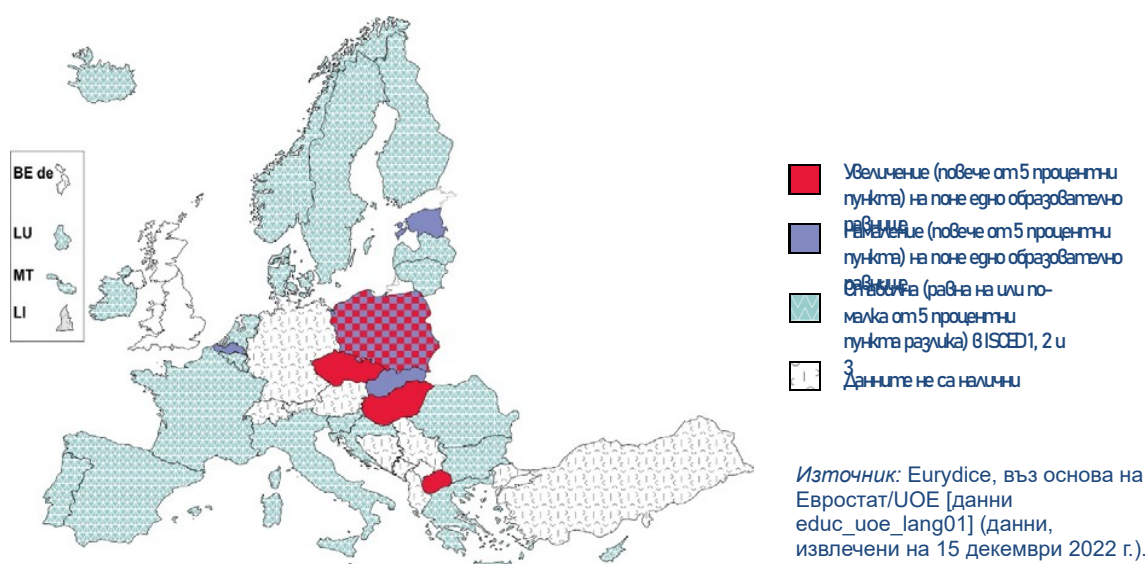 BE de
LU
MT
LI
Увеличение (повече от 5 процентни
пункта) на поне едно образователно
равнище
Намаление (повече от 5 процентни
пункта) на поне едно образователно
равнище
Стабилна (равна на или по-
малка от 5 процентни
пункта разлика) в ISCED 1, 2 и
3
Данните не са налични
Източник: Eurydice, въз основа на
Евростат/UOE [данни
educ_uoe_lang01] (данни,
извлечени на 15 декември 2022 г.).